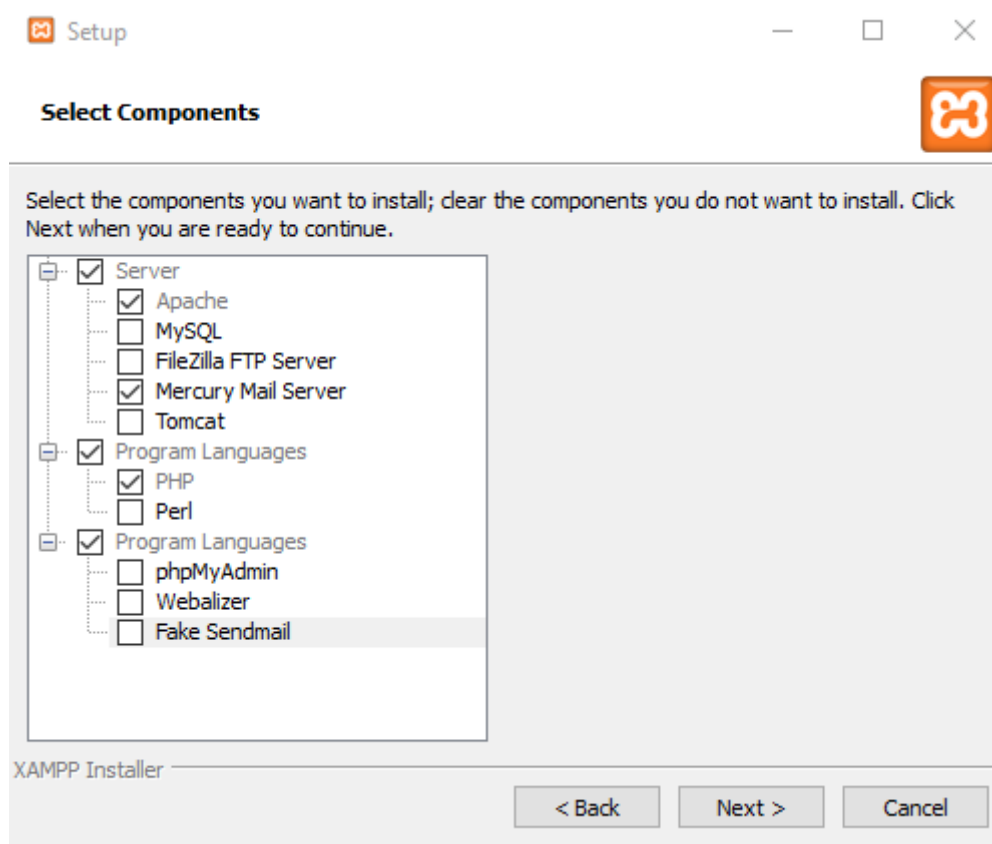 Setup
Select Components
Select the components you want to install; clear the components you do not want to install. Click
Next when you are ready to continue.
Server
Apache
MySQL
FileZilla FTP Server
Mercury Mail Server
Tomcat
Program Languages
PHP
Perl
Program Languages
phpMyAdmin
Webalizer
Fake Sendmail
XAMPP Installer
< Back
Next >
Cancel